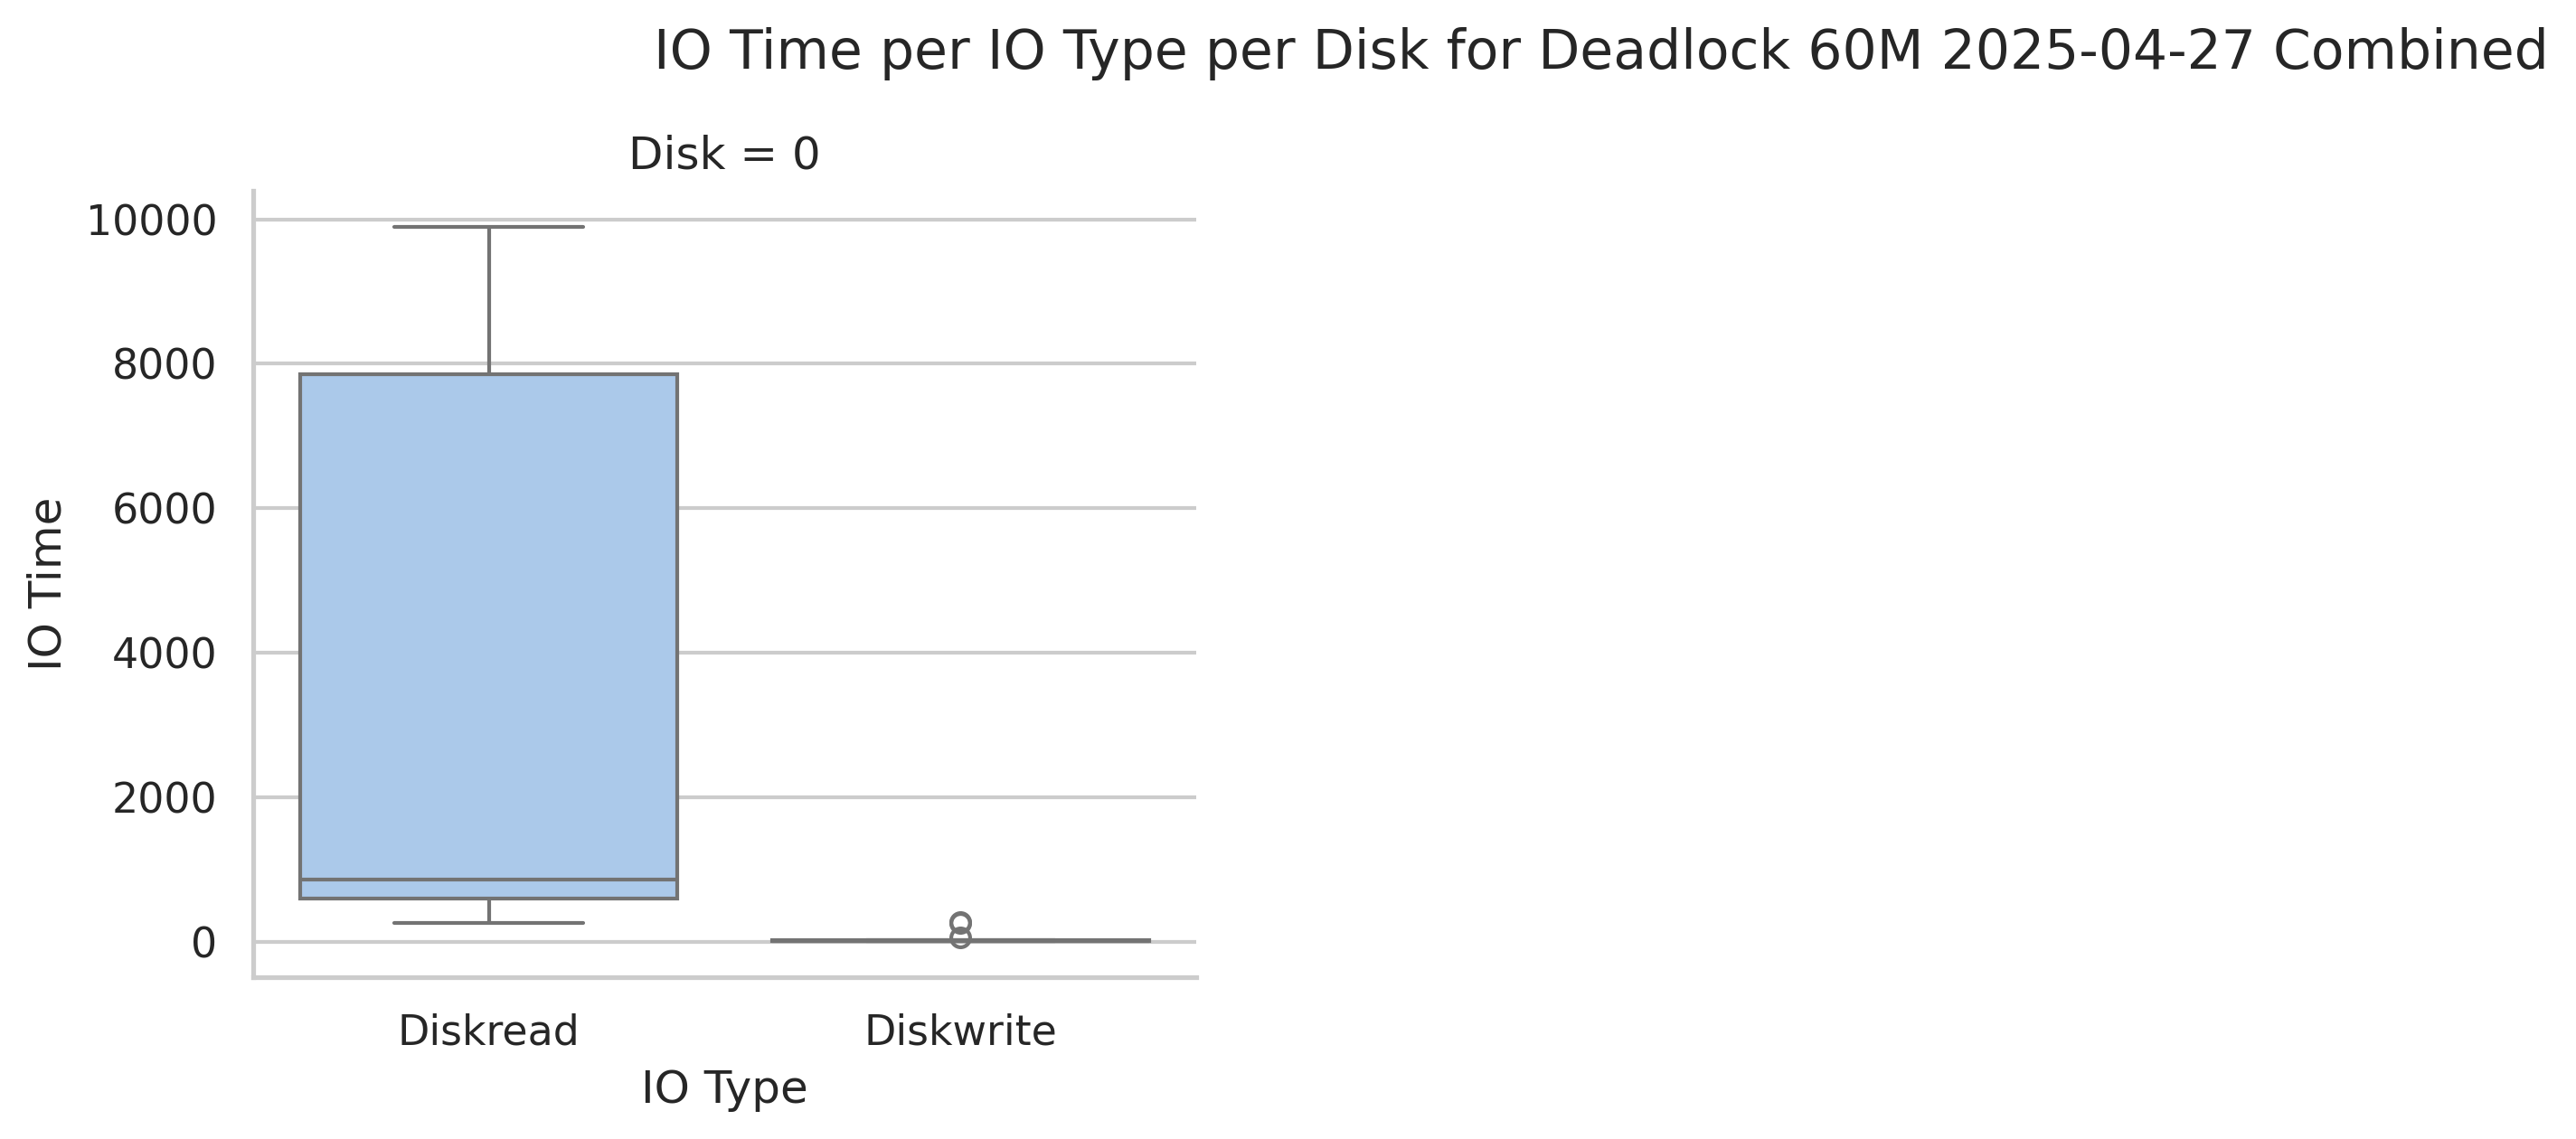 IO Time per IO Type per Disk for Deadlock 60M 2025-04-27 Combined
Disk = 0
10000
8000
6000
4000
2000
0
IO Time
Diskread
Diskwrite
IO Type